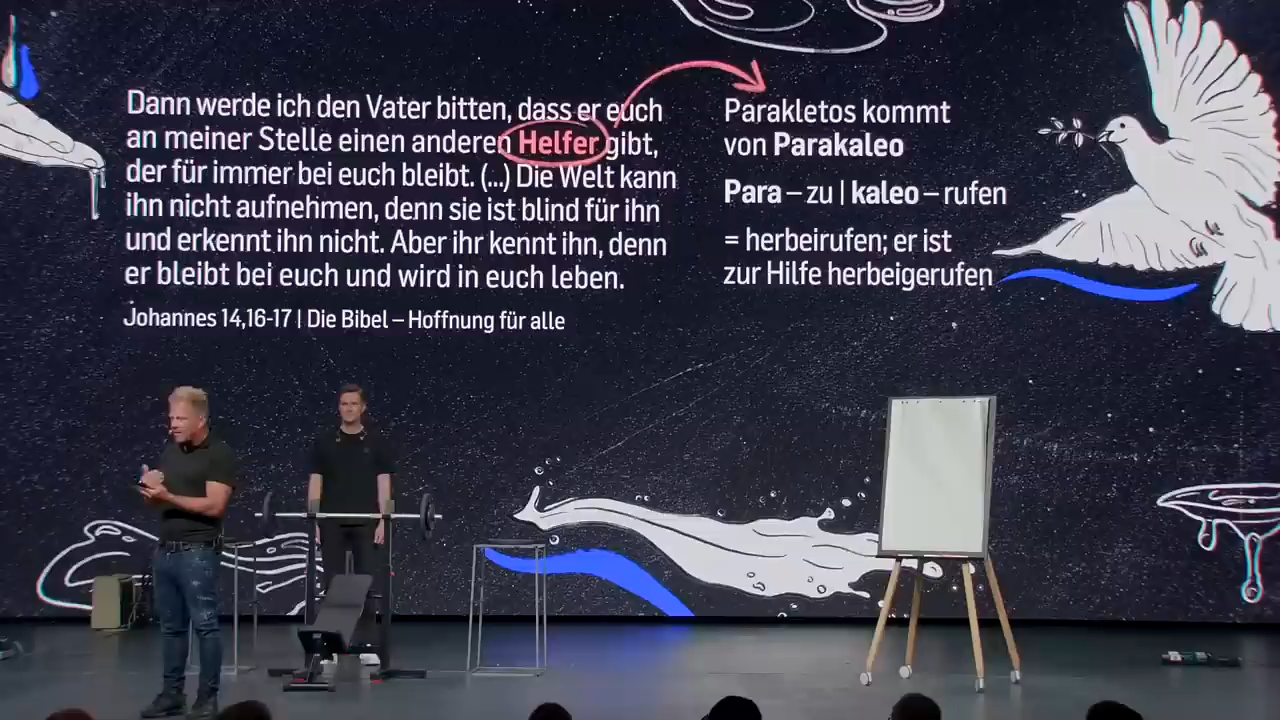 Dann werde ich den Vater bitten, dass er euch
an meiner Stelle einen anderen Helfer gibt,
der für immer bei euch bleibt. (...) Die Welt kann
ihn nicht aufnehmen, denn sie ist blind für ihn
und erkennt ihn nicht. Aber ihr kennt ihn, denn
er bleibt bei euch und wird in euch leben.
Johannes 14,16-17 | Die Bibel – Hoffnung für alle
Parakletos kommt
von Parakaleo
Para – zu | kaleo – rufen
= herbeirufen; er ist
zur Hilfe herbeigerufen